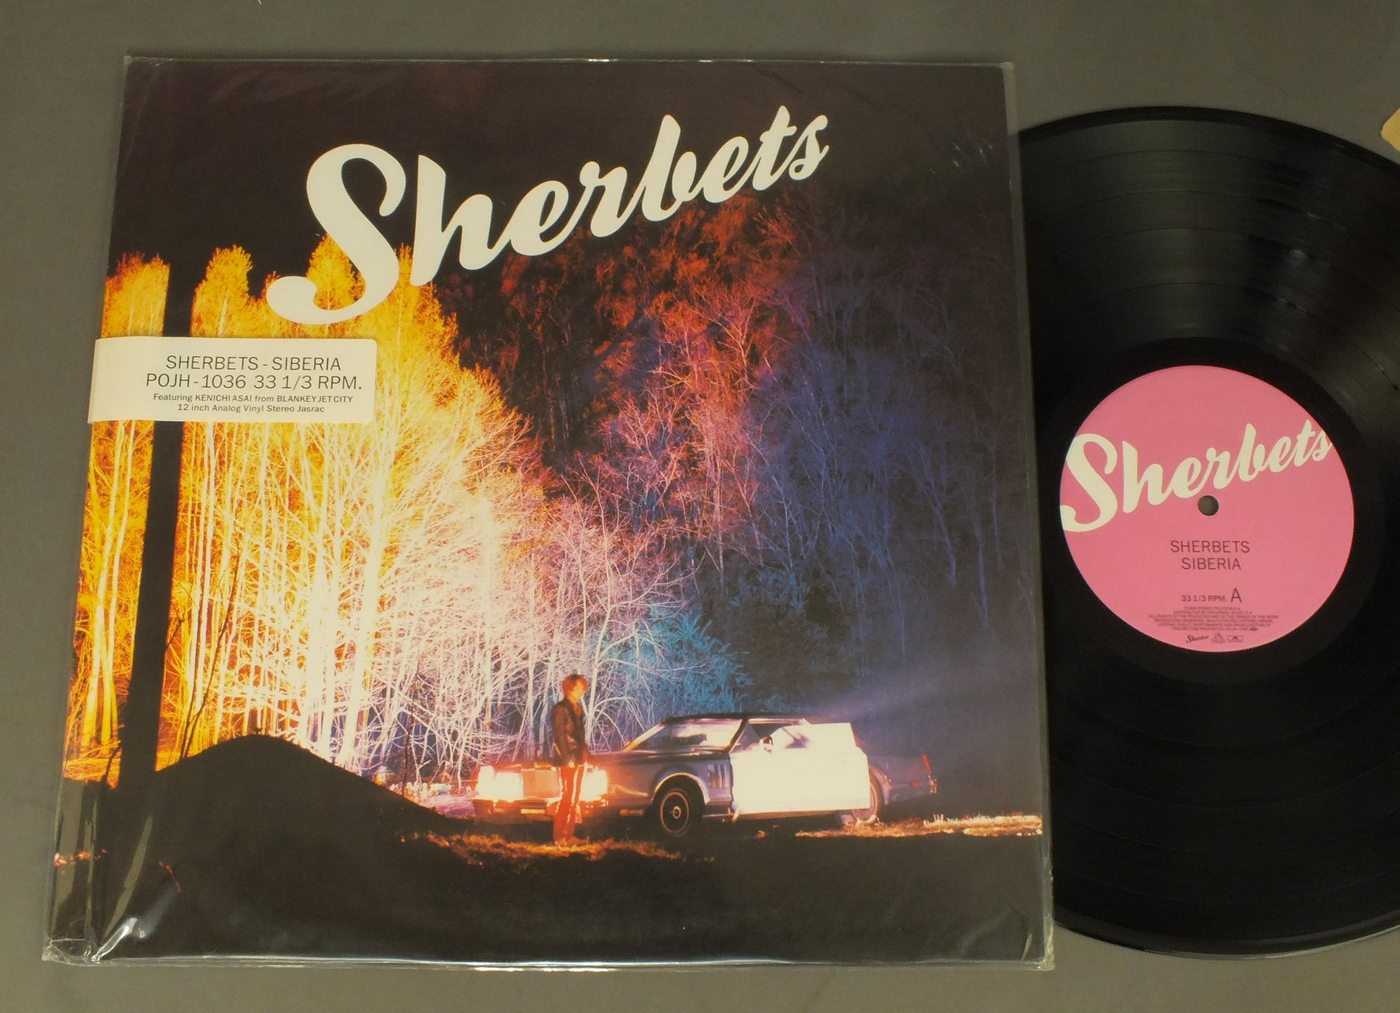 Sherbets
SHERBETS - SIBERIA
POJH - 1036 33 1/3 RPM.
Featuring KENICHI ASAI from BLANKEY JET CITY
12 inch Analog Vinyl Stereo Jasrac
Sherbets
SHERBETS
SIBERIA
33 1/3 RPM. A
Sherbets